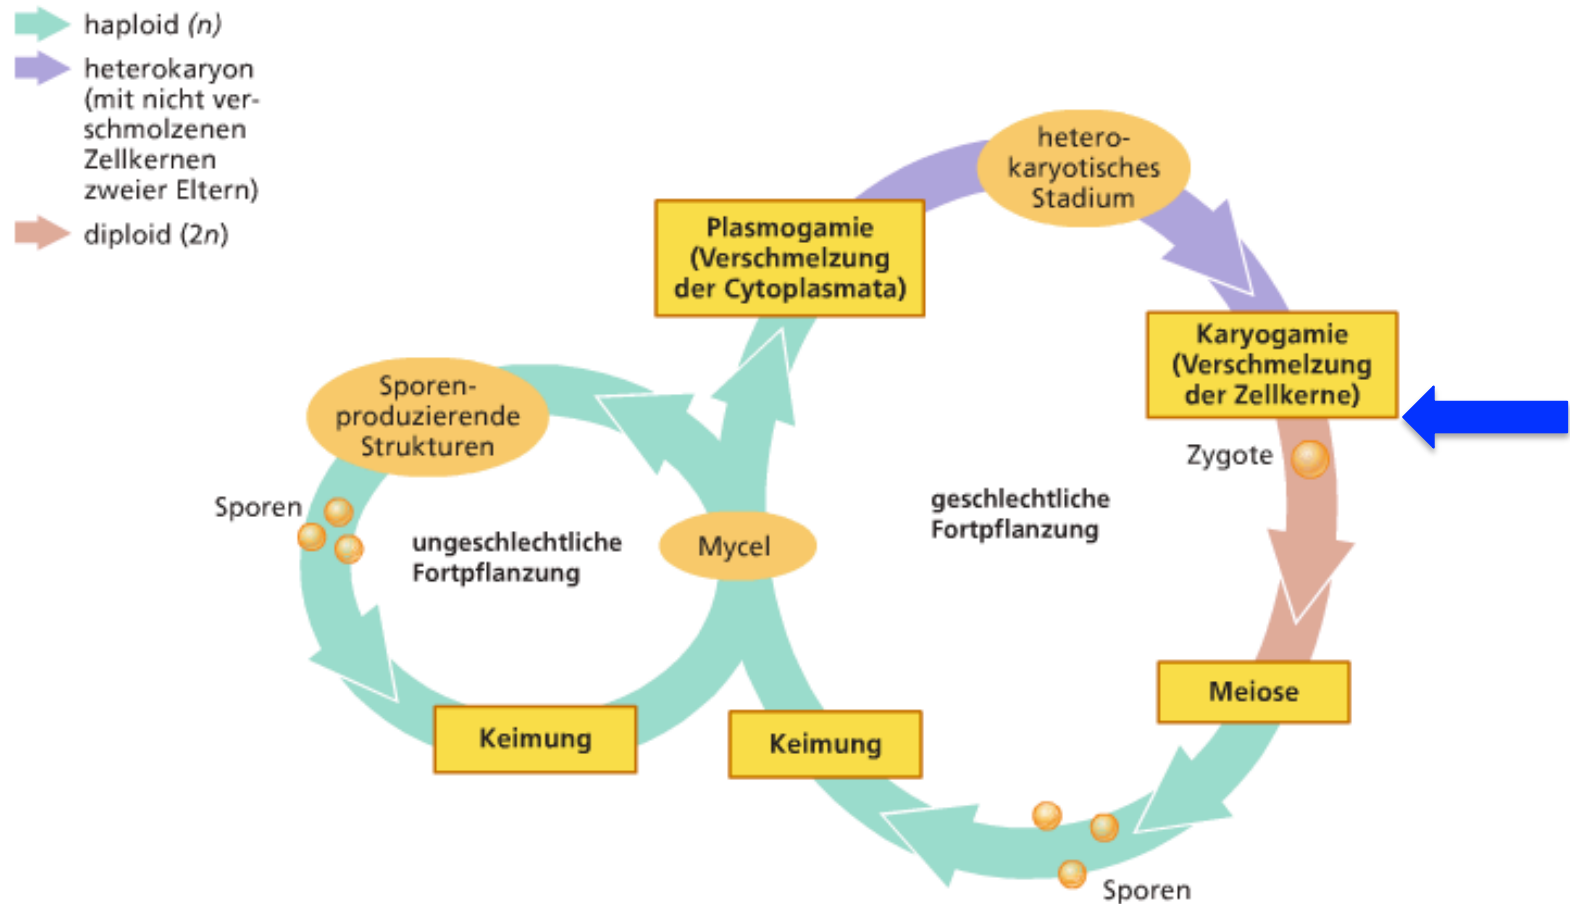 haploid (n)
heterokaryon
(mit nicht ver-
schmolzenen
Zellkernen
zweier Eltern)
diploid (2n)
hetero-
karyotisches
Stadium
Plasmogamie
(Verschmelzung
der Cytoplasmata)
Karyogamie
(Verschmelzung
der Zellkerne)
Sporen-
produzierende
Strukturen
Zygote
Sporen
geschlechtliche
Fortpflanzung
ungeschlechtliche
Fortpflanzung
Mycel
Meiose
Keimung
Keimung
Sporen